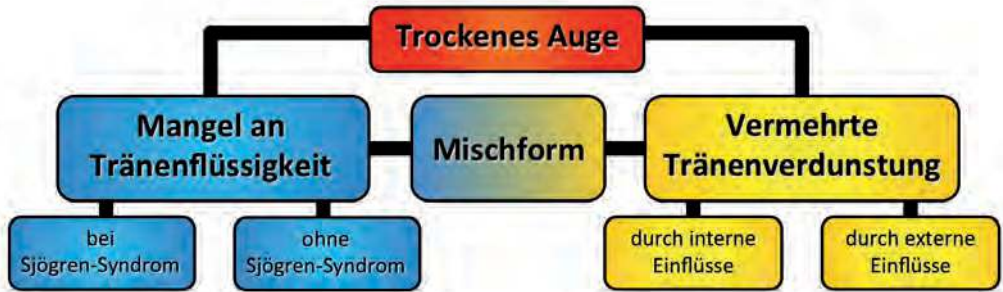 Trockenes Auge
Mangel an
Tränenflüssigkeit
Mischform
Vermehrte
Tränenverdunstung
bei
Sjögren-Syndrom
ohne
Sjögren-Syndrom
durch interne
Einflüsse
durch externe
Einflüsse